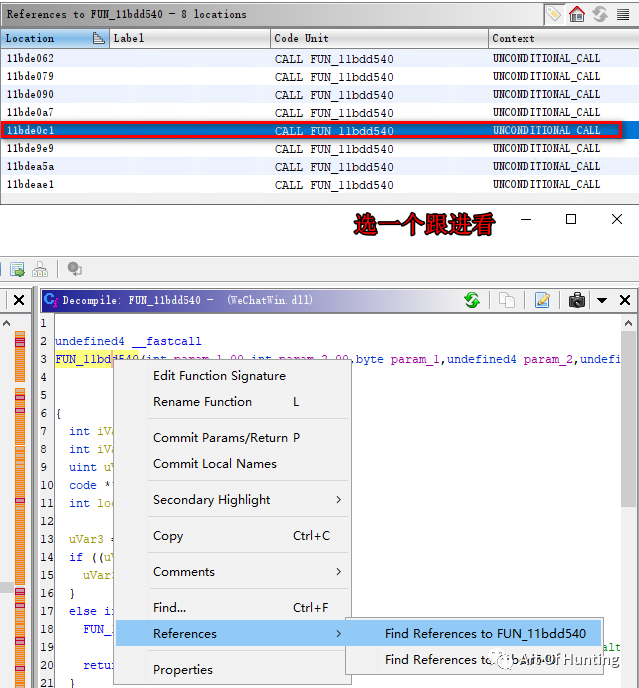 References to FUN_11bdd540 - 8 locations
Location Label Code Unit Context
11bde062 CALL FUN_11bdd540 UNCONDITIONAL_CALL
11bde079 CALL FUN_11bdd540 UNCONDITIONAL_CALL
11bde090 CALL FUN_11bdd540 UNCONDITIONAL_CALL
11bde0a7 CALL FUN_11bdd540 UNCONDITIONAL_CALL
11bde0c1 CALL FUN_11bdd540 UNCONDITIONAL_CALL
11bde9e9 CALL FUN_11bdd540 UNCONDITIONAL_CALL
11bdea5a CALL FUN_11bdd540 UNCONDITIONAL_CALL
11bdeae1 CALL FUN_11bdd540 UNCONDITIONAL_CALL
选一个跟进看
Decompile: FUN_11bdd540 - (WeChatWin.dll)
1
2 undefined4 __fastcall
3 FUN_11bdd540(int param_1_00,int param_2_00,byte param_1,undefined4 param_2,undefi
4
5
6 {
7 int iVa
8 int iVa
9 uint uV
10 code *
11 int loc
12
13 uVar3 =
14 if ((uV
15 uVar
16 }
17 else i
18 FUN_
19
20 retu
21 }
Edit Function Signature
Rename Function L
Commit Params/Return P
Commit Local Names
Secondary Highlight
Copy Ctrl+C
Comments
Find... Ctrl+F
References
Properties
Find References to FUN_11bdd540
Find References to
Art Of Hunting